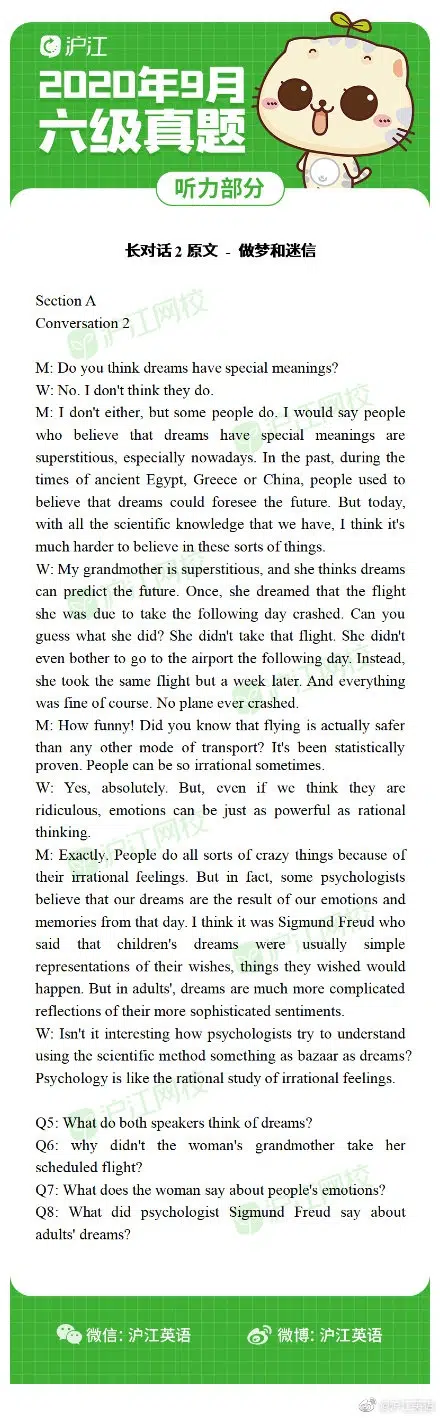 沪江
2020年9月
六级真题
听力部分
长对话 2 原文 - 做梦和迷信
Section A
Conversation 2
M: Do you think dreams have special meanings?
W: No. I don't think they do.
M: I don't either, but some people do. I would say people
who believe that dreams have special meanings are
superstitious, especially nowadays. In the past, during the
times of ancient Egypt, Greece or China, people used to
believe that dreams could foresee the future. But today,
with all the scientific knowledge that we have, I think it's
much harder to believe in these sorts of things.
W: My grandmother is superstitious, and she thinks dreams
can predict the future. Once, she dreamed that the flight
she was due to take the following day crashed. Can you
guess what she did? She didn't take that flight. She didn't
even bother to go to the airport the following day. Instead,
she took the same flight but a week later. And everything
was fine of course. No plane ever crashed.
M: How funny! Did you know that flying is actually safer
than any other mode of transport? It's been statistically
proven. People can be so irrational sometimes.
W: Yes, absolutely. But, even if we think they are
ridiculous, emotions can be just as powerful as rational
thinking.
M: Exactly. People do all sorts of crazy things because of
their irrational feelings. But in fact, some psychologists
believe that our dreams are the result of our emotions and
memories from that day. I think it was Sigmund Freud who
said that children's dreams were usually simple
representations of their wishes, things they wished would
happen. But in adults', dreams are much more complicated
reflections of their more sophisticated sentiments.
W: Isn't it interesting how psychologists try to understand
using the scientific method something as bazaar as dreams?
Psychology is like the rational study of irrational feelings.
Q5: What do both speakers think of dreams?
Q6: why didn't the woman's grandmother take her
scheduled flight?
Q7: What does the woman say about people's emotions?
Q8: What did psychologist Sigmund Freud say about
adults' dreams?
微信: 沪江英语
微博: 沪江英语
@沪江英语